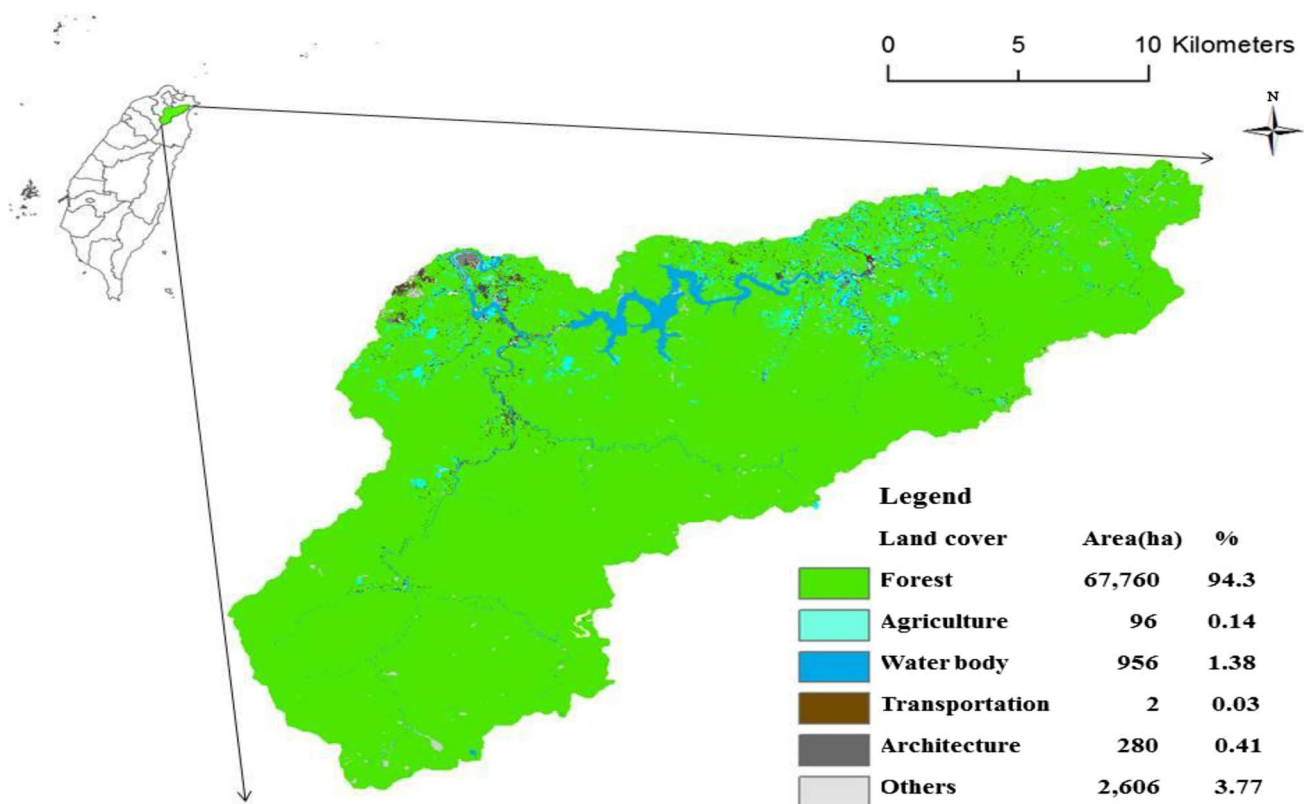 0 5 10 Kilometers
N
Legend
Land cover Area(ha) %
Forest 67,760 94.3
Agriculture 96 0.14
Water body 956 1.38
Transportation 2 0.03
Architecture 280 0.41
Others 2,606 3.77